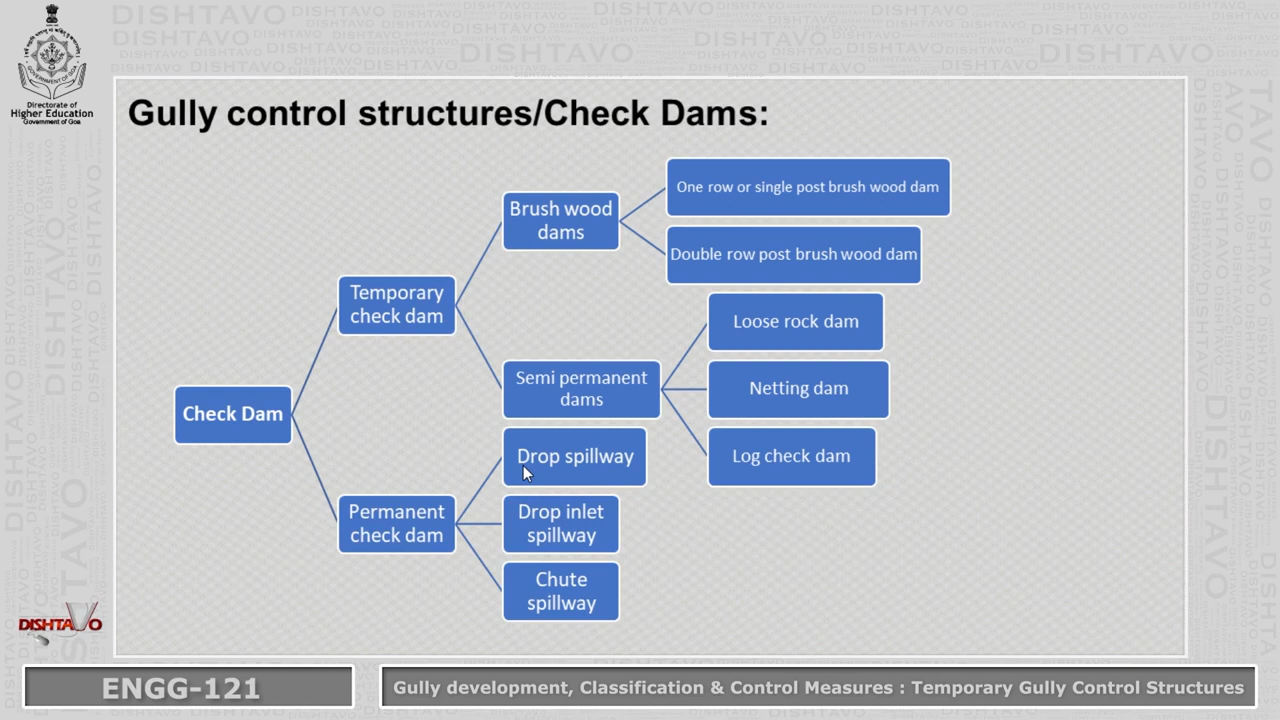 DISHTAVO
Directorate of
Higher Education
Government of Goa
Gully control structures/Check Dams:
One row or single post brush wood dam
Brush wood
dams
Double row post brush wood dam
Temporary
check dam
Loose rock dam
Semi permanent
dams
Netting dam
Check Dam
Drop spillway
Log check dam
Permanent
check dam
Drop inlet
spillway
Chute
spillway
DISHTAVO
ENGG-121
Gully development, Classification & Control Measures : Temporary Gully Control Structures